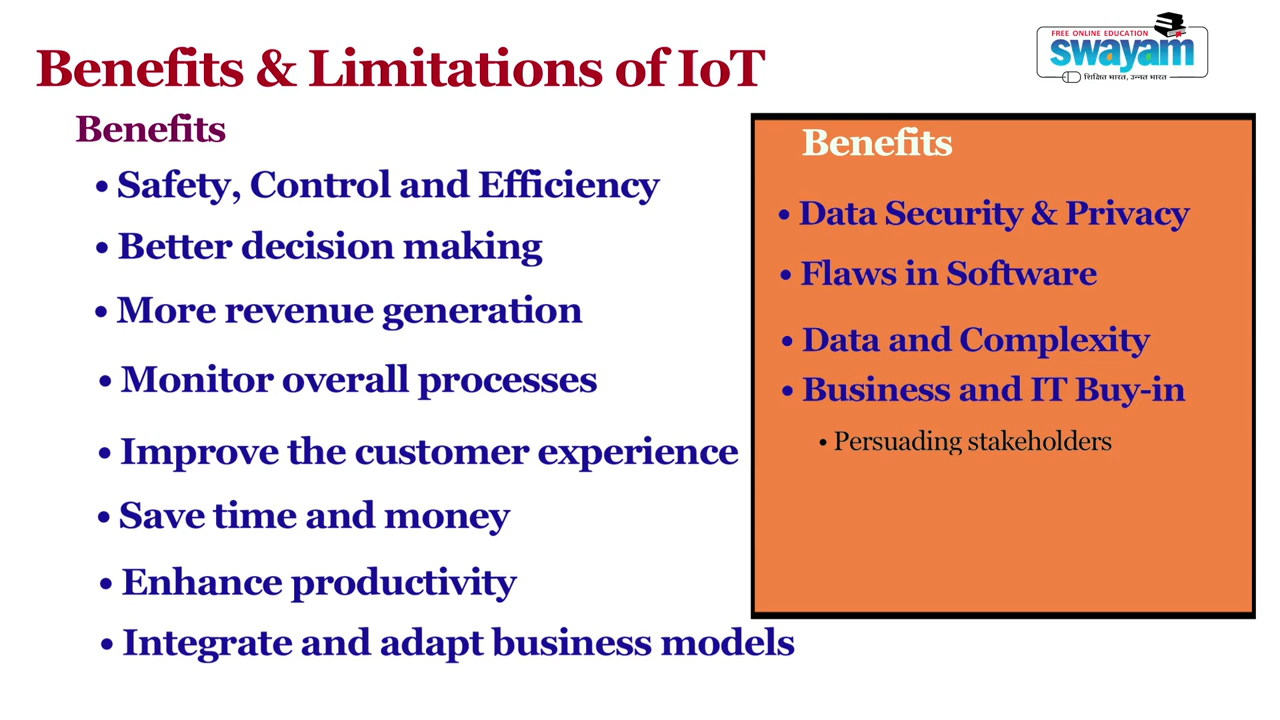 Benefits & Limitations of IoT
FREE ONLINE EDUCATION
swayam
शिक्षित भारत, उन्नत भारत
Benefits
• Safety, Control and Efficiency
• Better decision making
• More revenue generation
• Monitor overall processes
• Improve the customer experience
• Save time and money
• Enhance productivity
• Integrate and adapt business models
Benefits
• Data Security & Privacy
• Flaws in Software
• Data and Complexity
• Business and IT Buy-in
• Persuading stakeholders